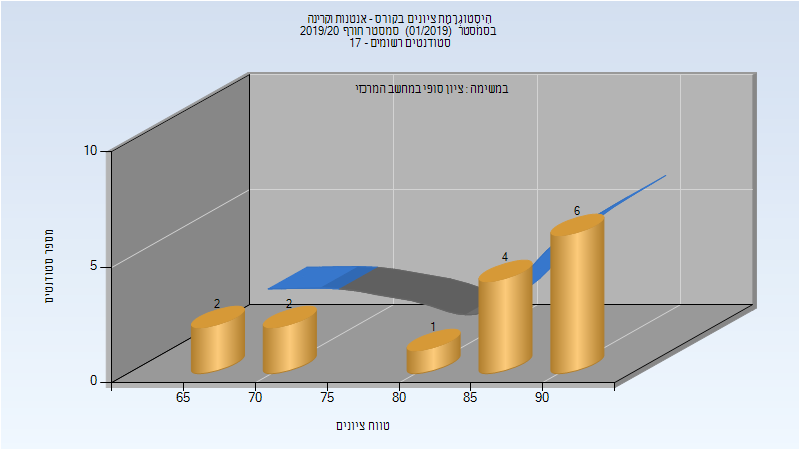 היסטוגרמת ציונים בקורס - אנטנות וקרינה
בסמסטר (01/2019) סמסטר חורף 2019/20
סטודנטים רשומים - 17
במשימה : ציון סופי במחשב המרכזי
10
5
0
מספר סטודנטים
2
2
1
4
6
65
70
75
80
85
90
טווח ציונים